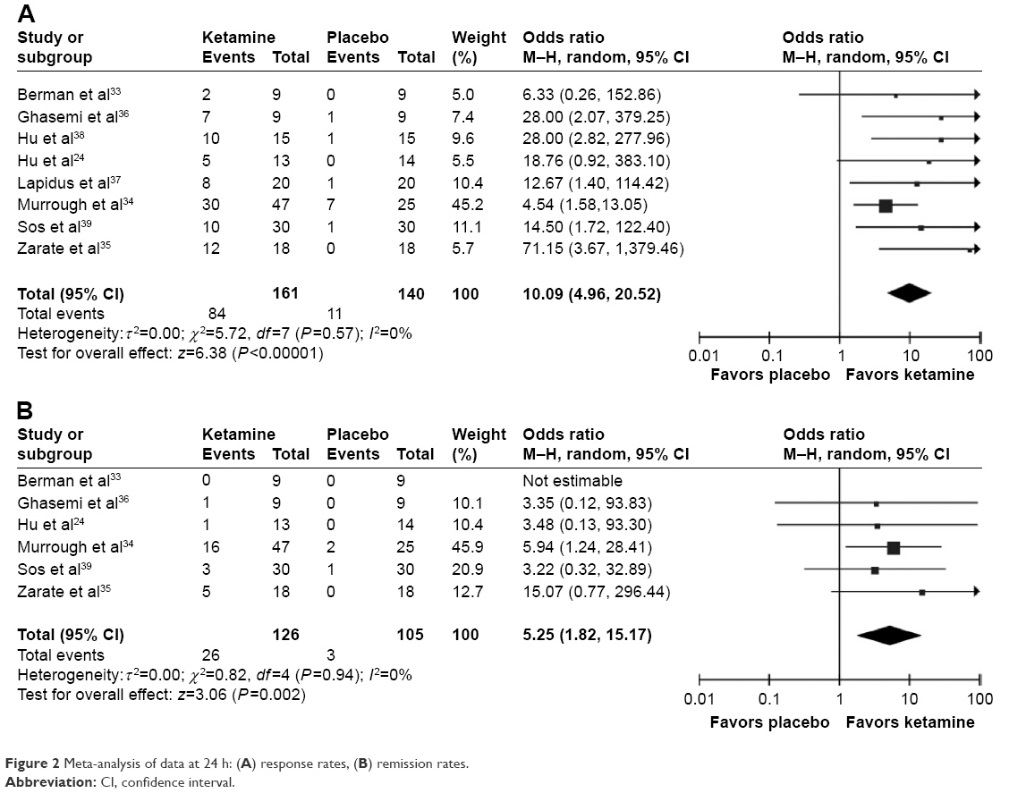 A
Study or subgroup Ketamine Events Total Placebo Events Total Weight (%) Odds ratio M–H, random, 95% CI Odds ratio M–H, random, 95% CI
Berman et al33 2 9 0 9 5.0 6.33 (0.26, 152.86)
Ghasemi et al36 7 9 1 9 7.4 28.00 (2.07, 379.25)
Hu et al38 10 15 1 15 9.6 28.00 (2.82, 277.96)
Hu et al24 5 13 0 14 5.5 18.76 (0.92, 383.10)
Lapidus et al37 8 20 1 20 10.4 12.67 (1.40, 114.42)
Murrough et al34 30 47 7 25 45.2 4.54 (1.58,13.05)
Sos et al39 10 30 1 30 11.1 14.50 (1.72, 122.40)
Zarate et al35 12 18 0 18 5.7 71.15 (3.67, 1,379.46)
Total (95% CI) 161 140 100 10.09 (4.96, 20.52)
Total events 84 11
Heterogeneity: τ2=0.00; χ2=5.72, df=7 (P=0.57); I2=0%
Test for overall effect: z=6.38 (P<0.00001)
0.01 0.1 1 10 100
Favors placebo Favors ketamine
B
Study or subgroup Ketamine Events Total Placebo Events Total Weight (%) Odds ratio M–H, random, 95% CI Odds ratio M–H, random, 95% CI
Berman et al33 0 9 0 9 Not estimable
Ghasemi et al36 1 9 0 9 10.1 3.35 (0.12, 93.83)
Hu et al24 1 13 0 14 10.4 3.48 (0.13, 93.30)
Murrough et al34 16 47 2 25 45.9 5.94 (1.24, 28.41)
Sos et al39 3 30 1 30 20.9 3.22 (0.32, 32.89)
Zarate et al35 5 18 0 18 12.7 15.07 (0.77, 296.44)
Total (95% CI) 126 105 100 5.25 (1.82, 15.17)
Total events 26 3
Heterogeneity: τ2=0.00; χ2=0.82, df=4 (P=0.94); I2=0%
Test for overall effect: z=3.06 (P=0.002)
0.01 0.1 1 10 100
Favors placebo Favors ketamine
Figure 2 Meta-analysis of data at 24 h: (A) response rates, (B) remission rates.
Abbreviation: CI, confidence interval.